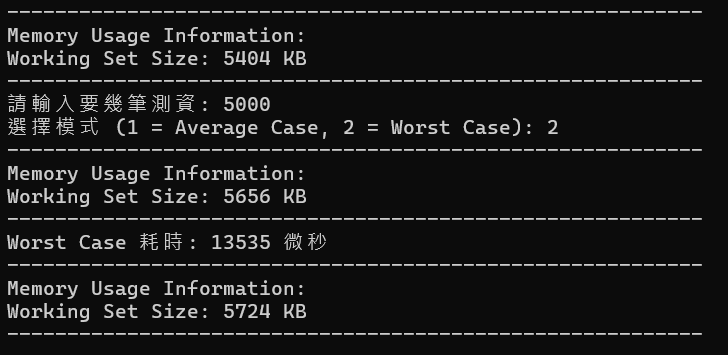 ----------------------------------------------------------
Memory Usage Information:
Working Set Size: 5404 KB
----------------------------------------------------------
請輸入要幾筆測資: 5000
選擇模式 (1 = Average Case, 2 = Worst Case): 2
----------------------------------------------------------
Memory Usage Information:
Working Set Size: 5656 KB
----------------------------------------------------------
Worst Case 耗時: 13535 微秒
----------------------------------------------------------
Memory Usage Information:
Working Set Size: 5724 KB
----------------------------------------------------------